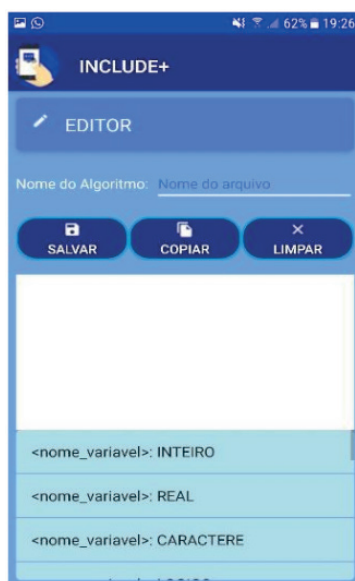 62% 19:26
INCLUDE+
EDITOR
Nome do Algoritmo: Nome do arquivo
SALVAR COPIAR LIMPAR
<nome_variavel>: INTEIRO
<nome_variavel>: REAL
<nome_variavel>: CARACTERE